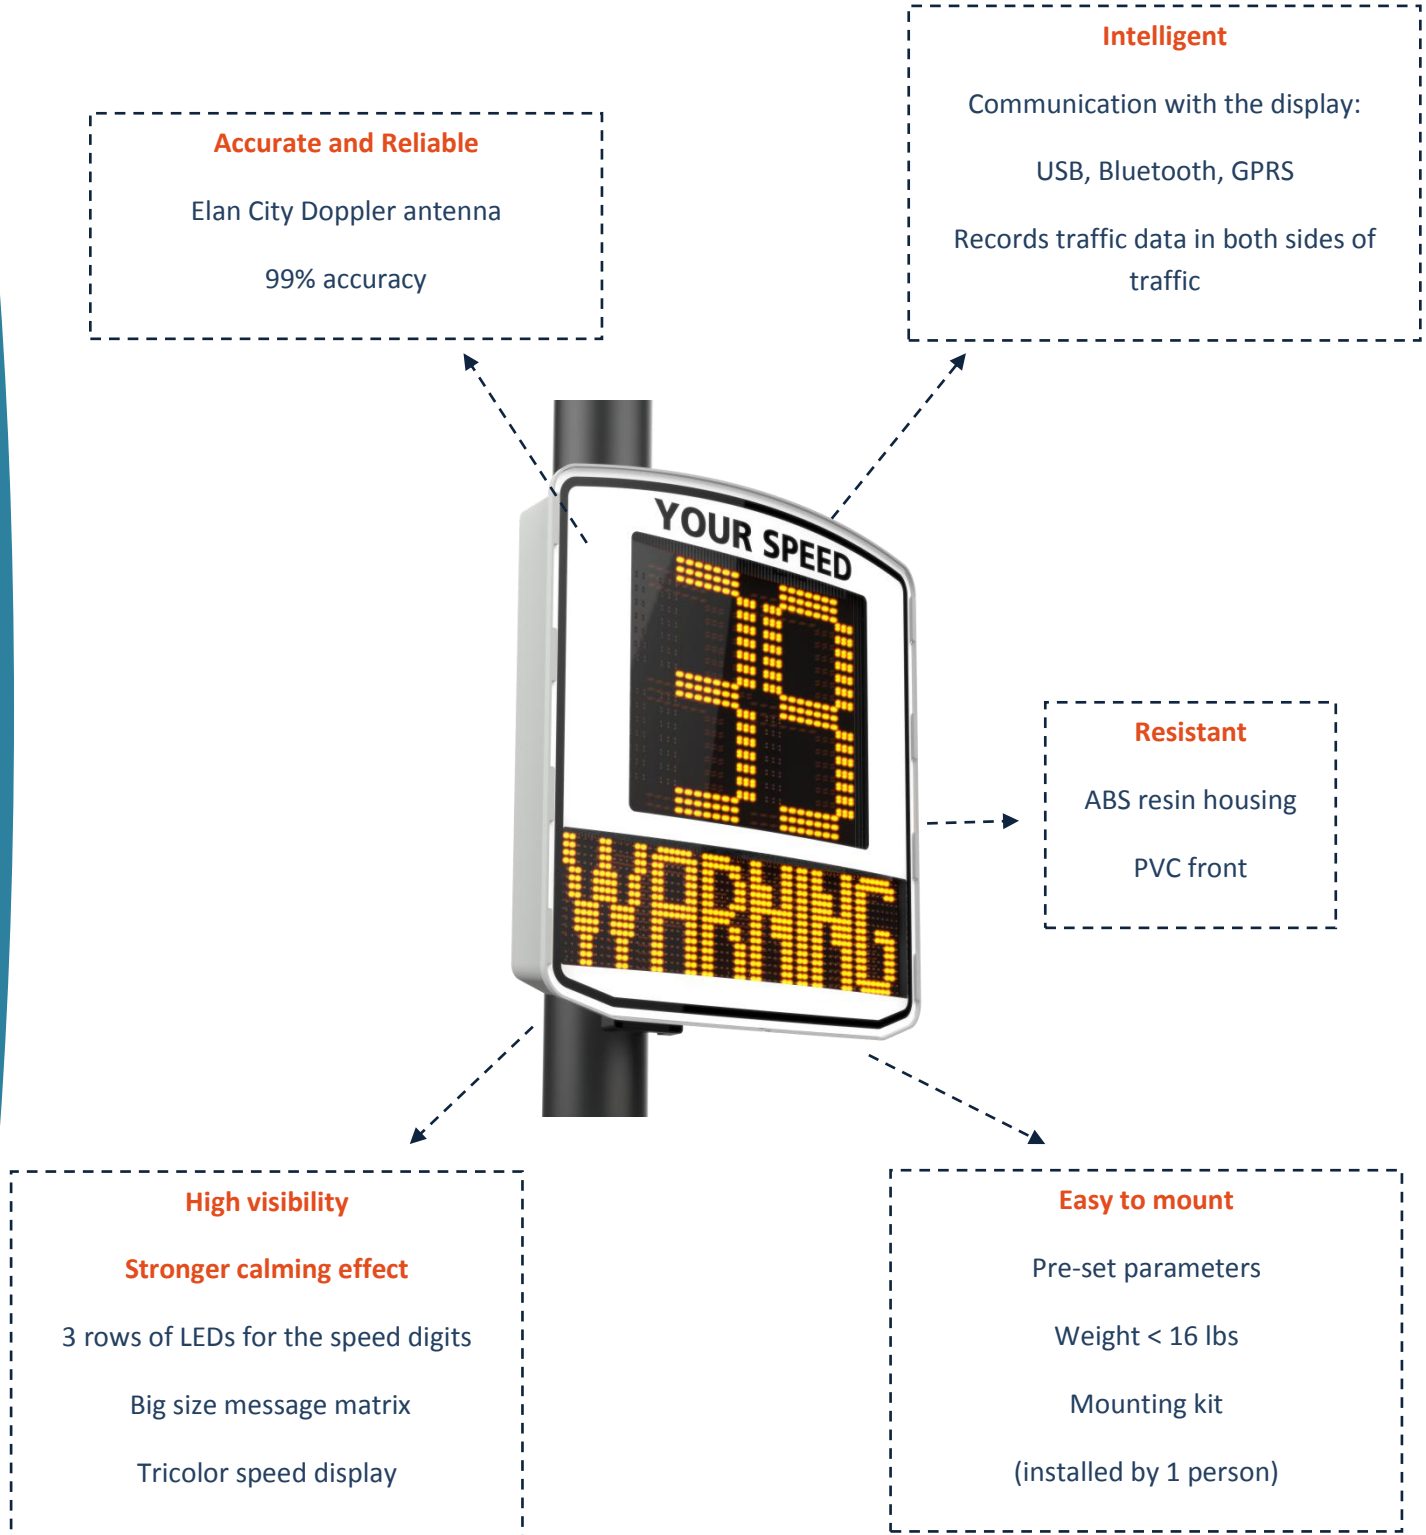 Intelligent
Communication with the display:
USB, Bluetooth, GPRS
Records traffic data in both sides of
traffic
Accurate and Reliable
Elan City Doppler antenna
99% accuracy
YOUR SPEED
39
WARNING
Resistant
ABS resin housing
PVC front
High visibility
Stronger calming effect
3 rows of LEDs for the speed digits
Big size message matrix
Tricolor speed display
Easy to mount
Pre-set parameters
Weight < 16 lbs
Mounting kit
(installed by 1 person)